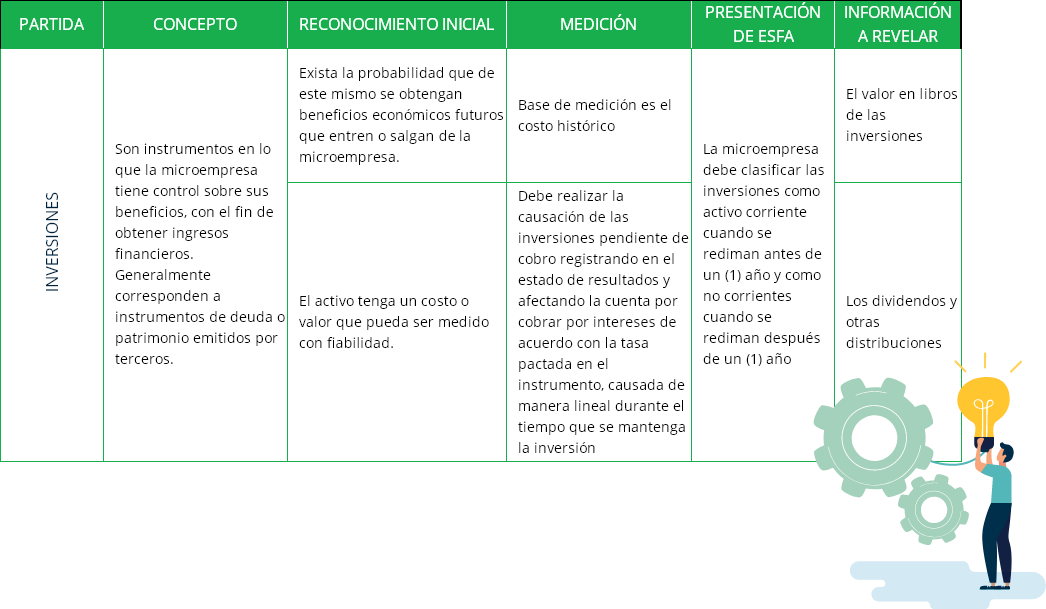 PARTIDA
CONCEPTO
RECONOCIMIENTO INICIAL
MEDICIÓN
PRESENTACIÓN
DE ESFA
INFORMACIÓN
A REVELAR
INVERSIONES
Son instrumentos en lo
que la microempresa
tiene control sobre sus
beneficios, con el fin de
obtener ingresos
financieros.
Generalmente
corresponden a
instrumentos de deuda o
patrimonio emitidos por
terceros.
Exista la probabilidad que de
este mismo se obtengan
beneficios económicos futuros
que entren o salgan de la
microempresa.
Base de medición es el
costo histórico
La microempresa
debe clasificar las
inversiones como
activo corriente
cuando se
rediman antes de
un (1) año y como
no corrientes
cuando se
rediman después
de un (1) año
El valor en libros
de las
inversiones
El activo tenga un costo o
valor que pueda ser medido
con fiabilidad.
Debe realizar la
causación de las
inversiones pendiente de
cobro registrando en el
estado de resultados y
afectando la cuenta por
cobrar por intereses de
acuerdo con la tasa
pactada en el
instrumento, causada de
manera lineal durante el
tiempo que se mantenga
la inversión
Los dividendos y
otras
distribuciones